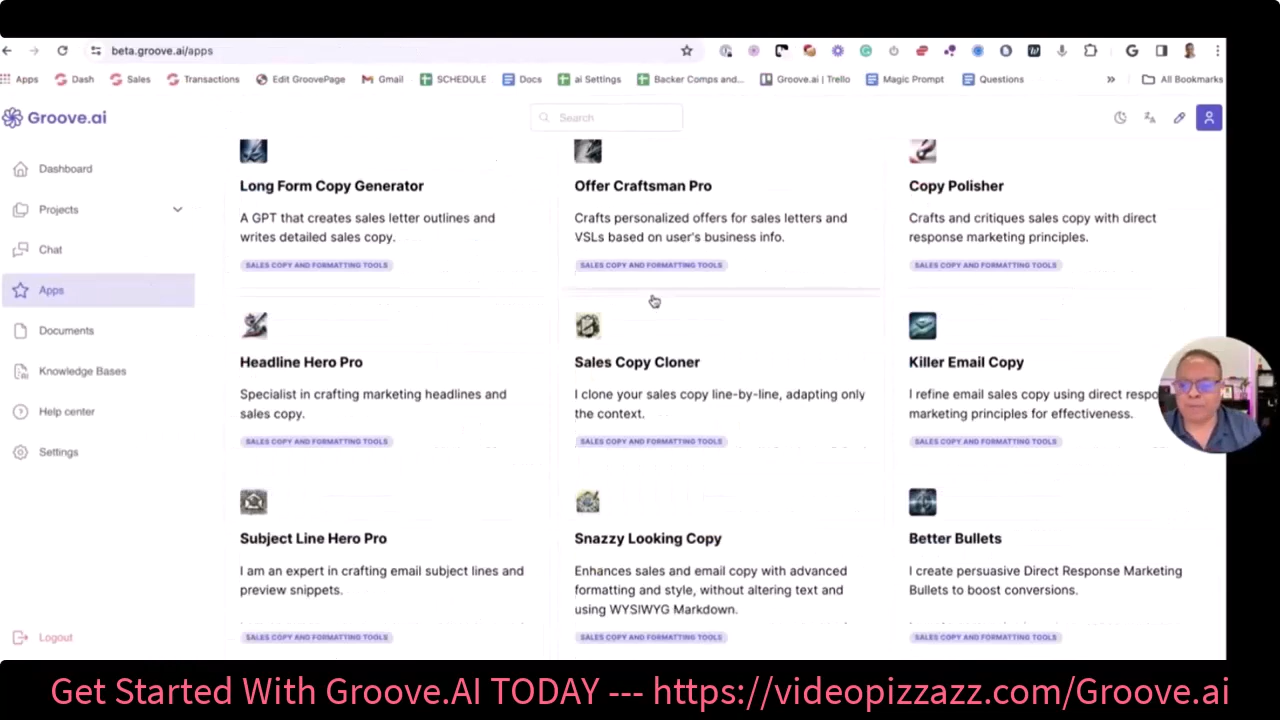 beta.groove.ai/apps
Apps Dash Sales Transactions Edit GroovePage Gmail SCHEDULE Docs ai Settings Backer Comps and... Groove.ai | Trello Magic Prompt Questions » All Bookmarks
Groove.ai
Search
Dashboard
Projects
Chat
Apps
Documents
Knowledge Bases
Help center
Settings
Logout
Long Form Copy Generator
A GPT that creates sales letter outlines and
writes detailed sales copy.
SALES COPY AND FORMATTING TOOLS
Offer Craftsman Pro
Crafts personalized offers for sales letters and
VSLs based on user's business info.
SALES COPY AND FORMATTING TOOLS
Copy Polisher
Crafts and critiques sales copy with direct
response marketing principles.
SALES COPY AND FORMATTING TOOLS
Headline Hero Pro
Specialist in crafting marketing headlines and
sales copy.
SALES COPY AND FORMATTING TOOLS
Sales Copy Cloner
I clone your sales copy line-by-line, adapting only
the context.
SALES COPY AND FORMATTING TOOLS
Killer Email Copy
I refine email sales copy using direct respo
marketing principles for effectiveness.
SALES COPY AND FORMATTING TOOLS
Subject Line Hero Pro
I am an expert in crafting email subject lines and
preview snippets.
SALES COPY AND FORMATTING TOOLS
Snazzy Looking Copy
Enhances sales and email copy with advanced
formatting and style, without altering text and
using WYSIWYG Markdown.
SALES COPY AND FORMATTING TOOLS
Better Bullets
I create persuasive Direct Response Marketing
Bullets to boost conversions.
SALES COPY AND FORMATTING TOOLS
Get Started With Groove.AI TODAY --- https://videopizzazz.com/Groove.ai